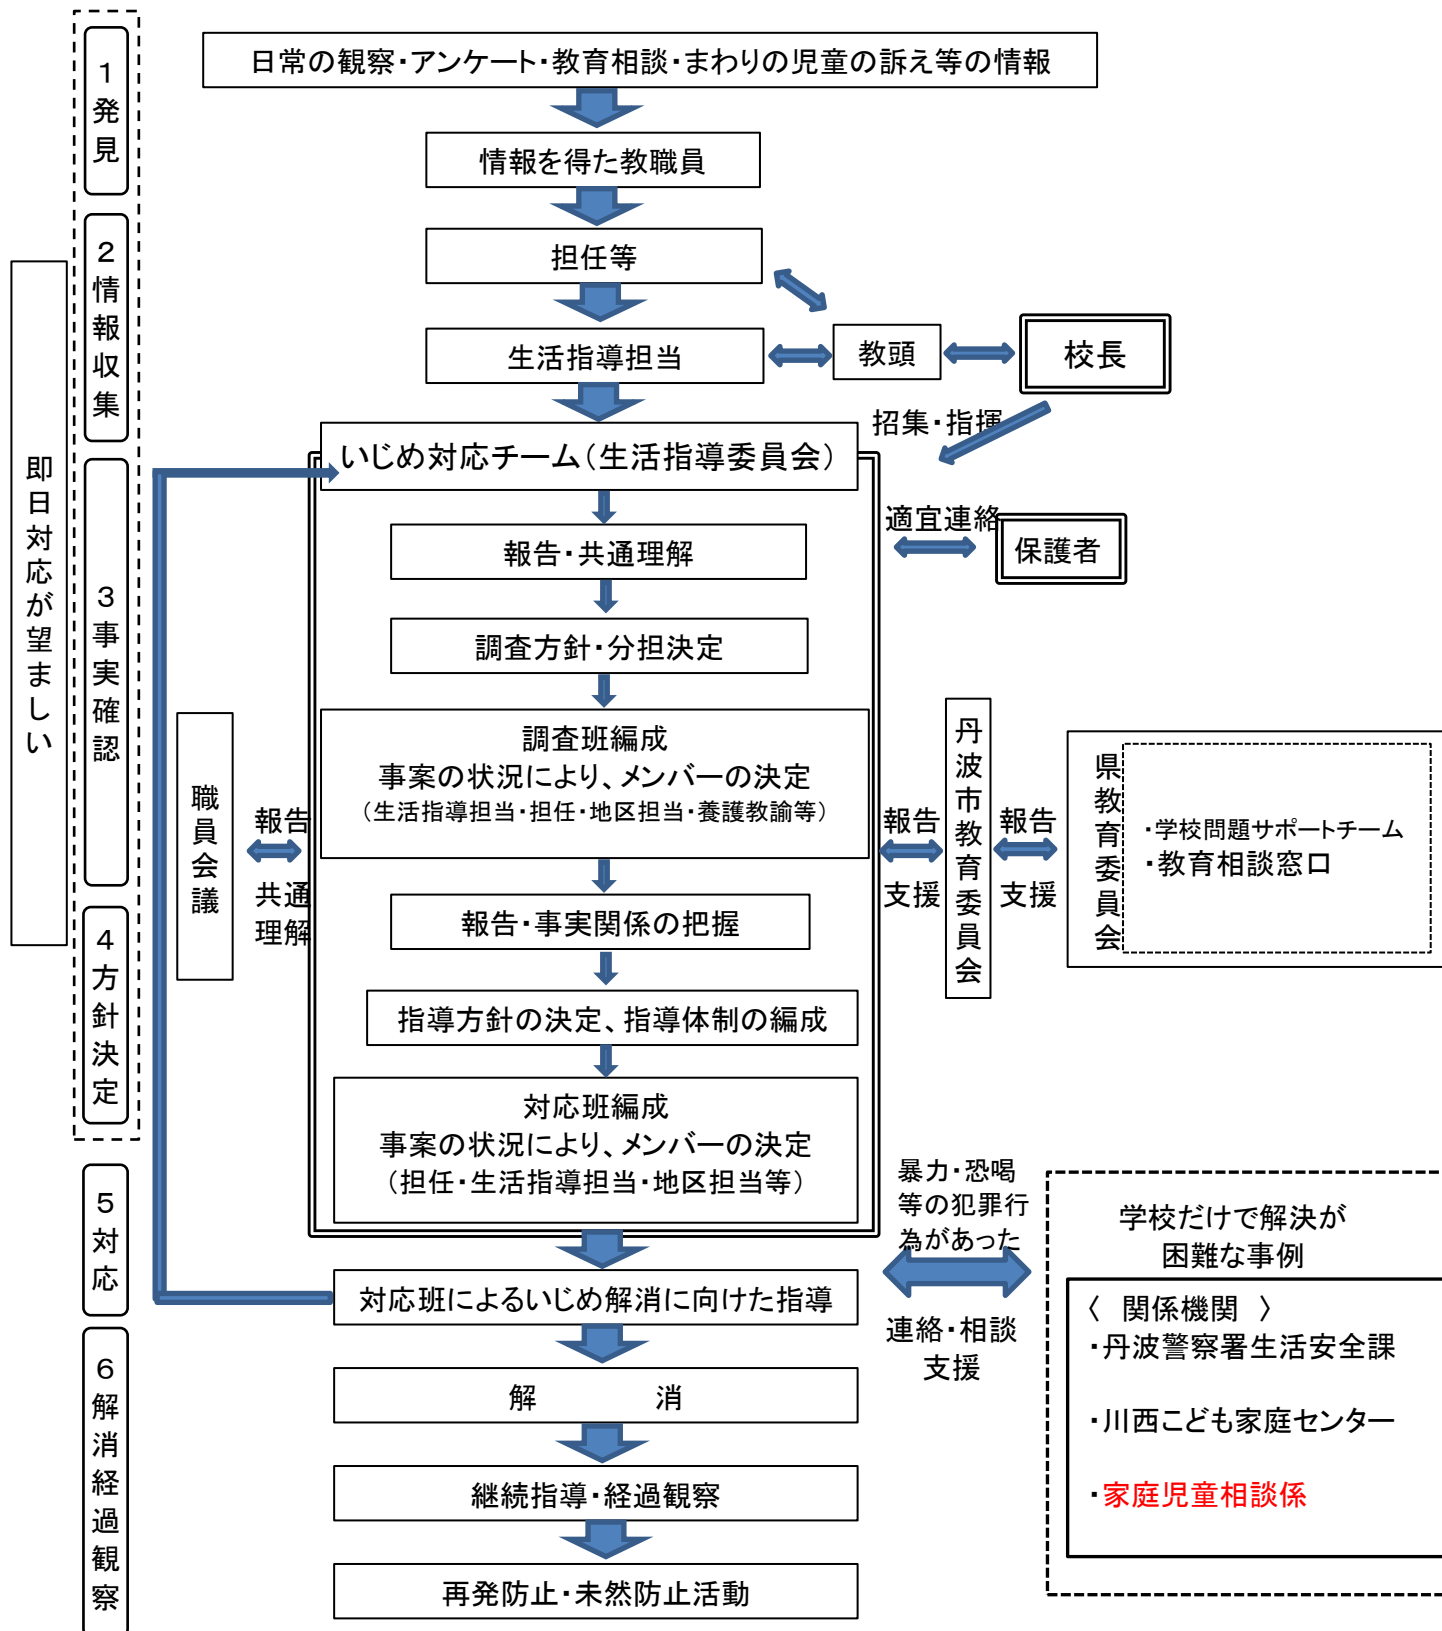 日常の観察・アンケート・教育相談・まわりの児童の訴え等の情報
1発見
情報を得た教職員
2情報収集
担任等
生活指導担当
教頭
校長
招集・指揮
即日対応が望ましい
いじめ対応チーム（生活指導委員会）
3事実確認
報告・共通理解
適宜連絡
保護者
調査方針・分担決定
調査班編成
事案の状況により、メンバーの決定
（生活指導担当・担任・地区担当・養護教諭等）
職員会議
報告
共通
理解
報告
支援
丹波市教育委員会
報告
支援
県教育委員会
・学校問題サポートチーム
・教育相談窓口
報告・事実関係の把握
4方針決定
指導方針の決定、指導体制の編成
対応班編成
事案の状況により、メンバーの決定
（担任・生活指導担当・地区担当等）
5対応
暴力・恐喝
等の犯罪行
為があった
連絡・相談
支援
学校だけで解決が
困難な事例
〈 関係機関 〉
・丹波警察署生活安全課
・川西こども家庭センター
・家庭児童相談係
対応班によるいじめ解消に向けた指導
6解消経過観察
解 消
継続指導・経過観察
再発防止・未然防止活動